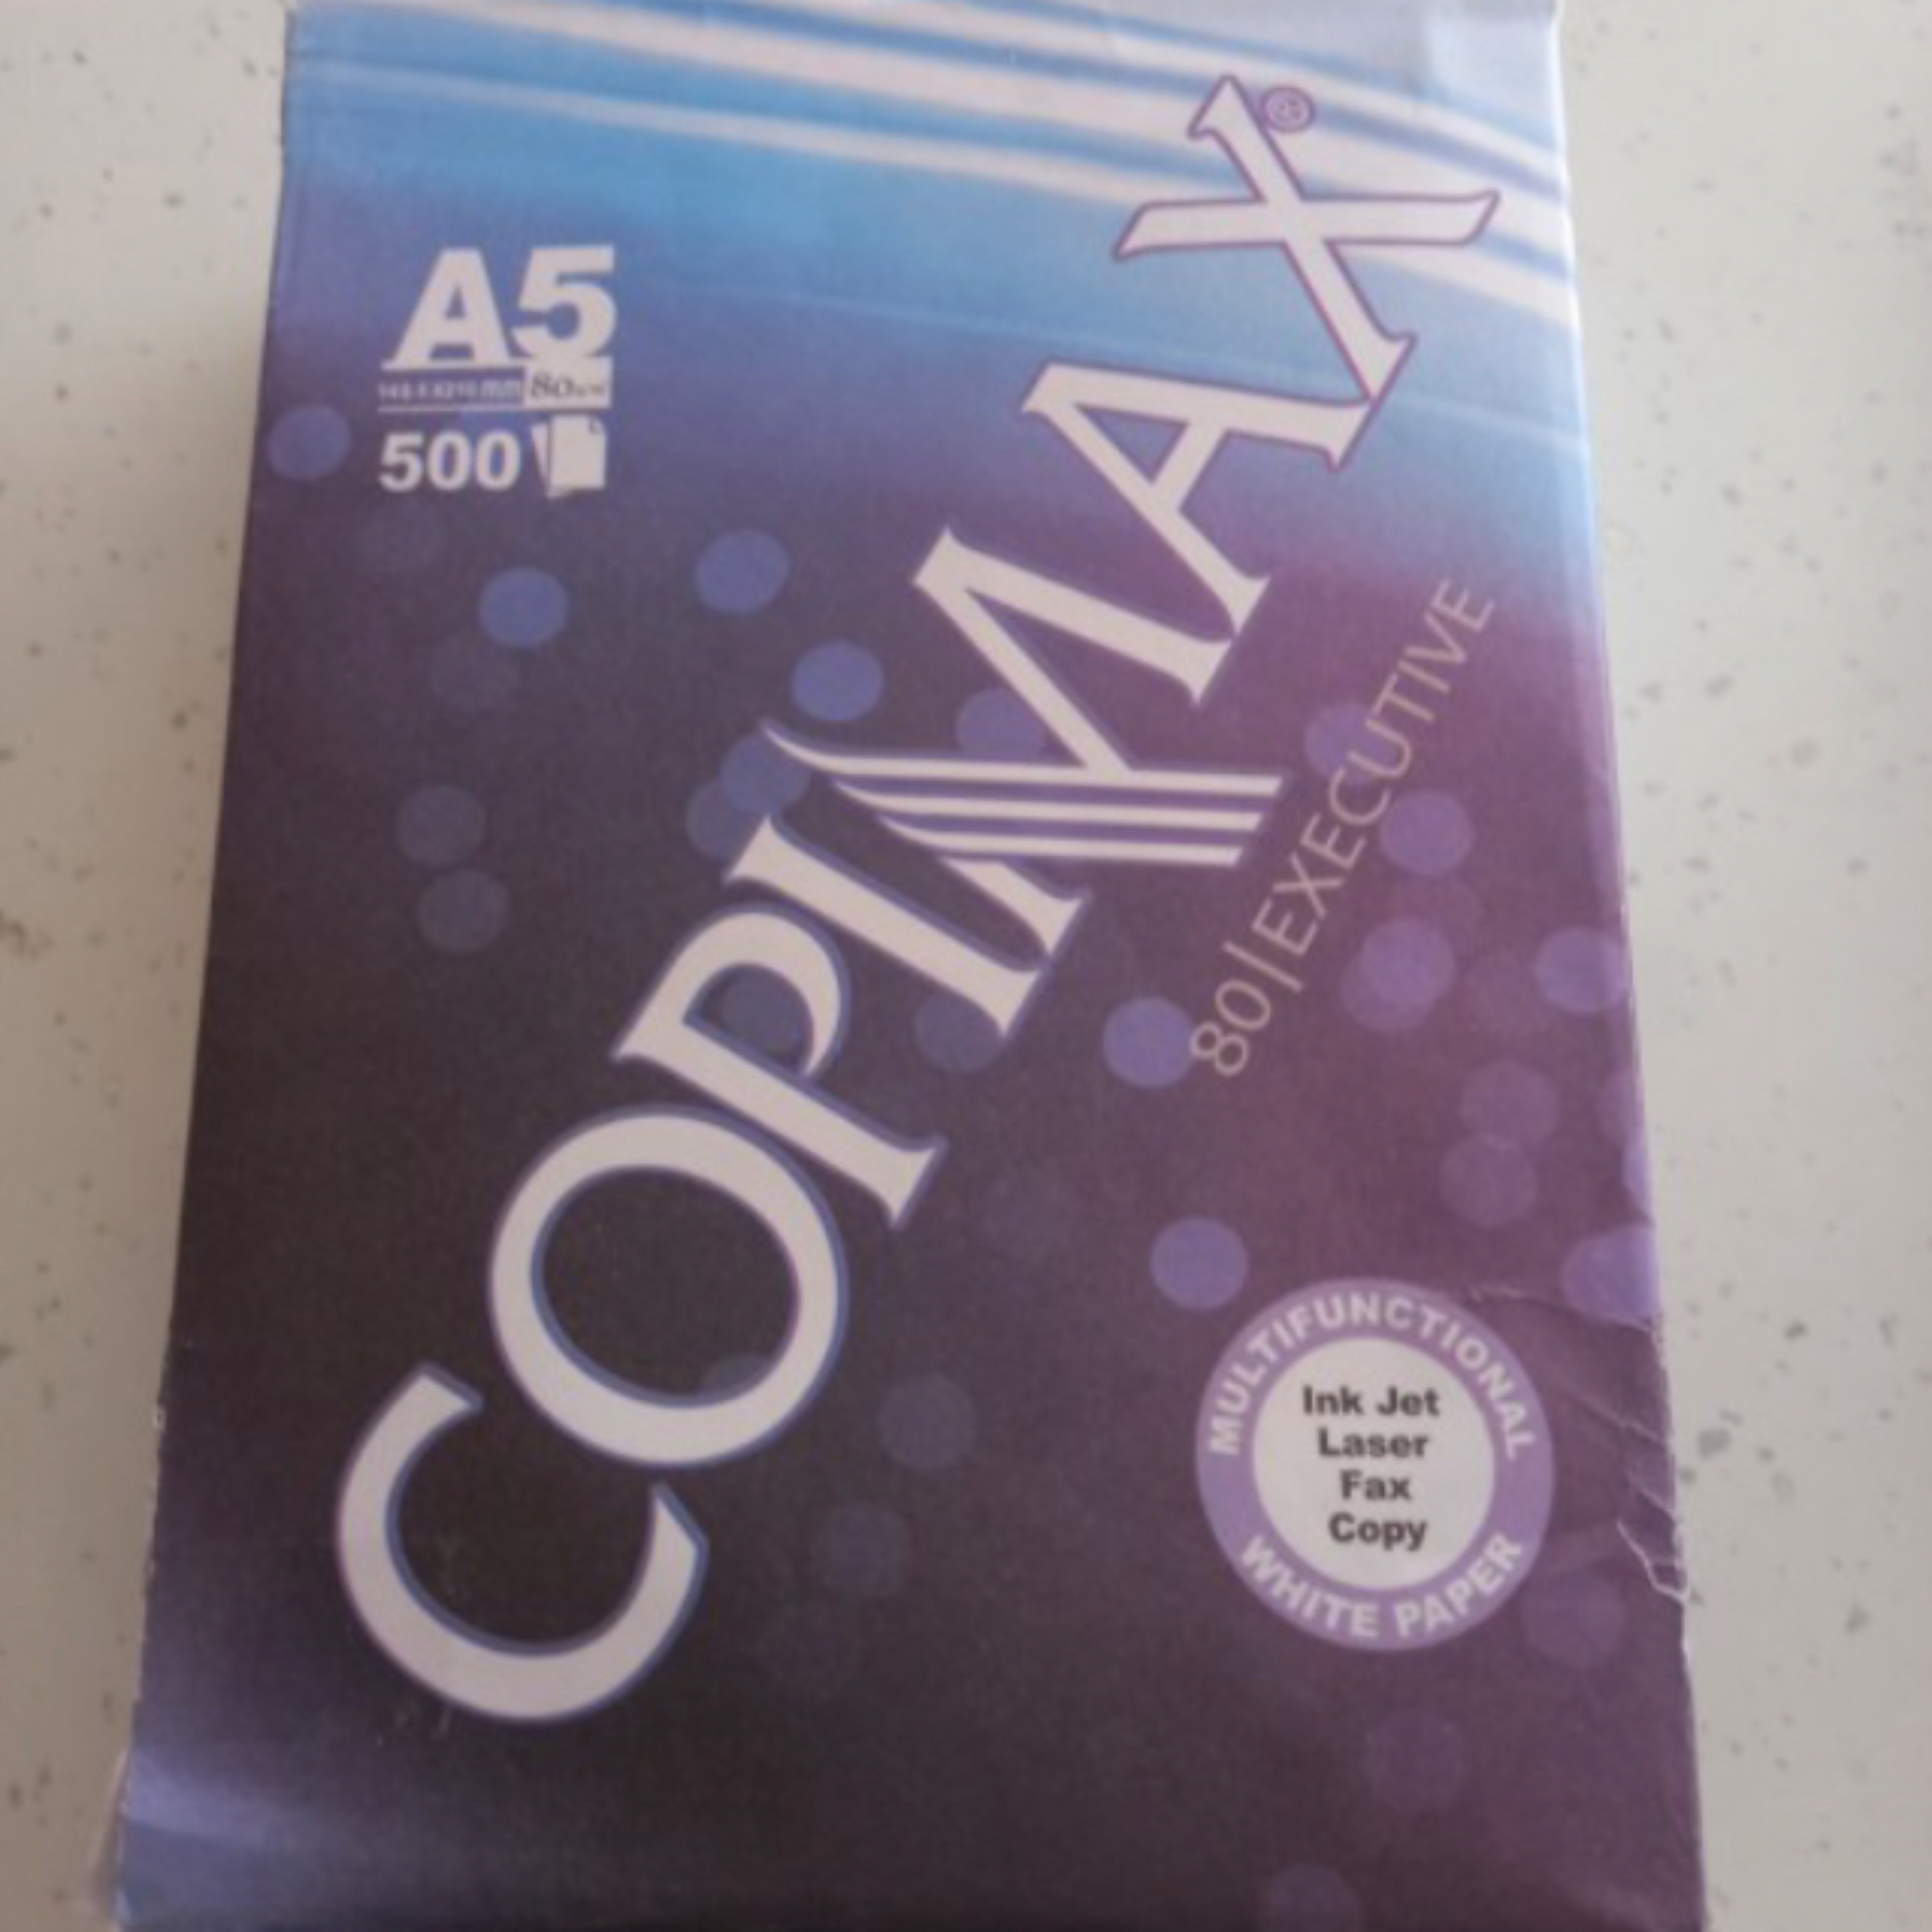 A5
80
500
COPIMAX®
80|EXECUTIVE
MULTIFUNCTIONAL
Ink Jet
Laser
Fax
Copy
WHITE PAPER